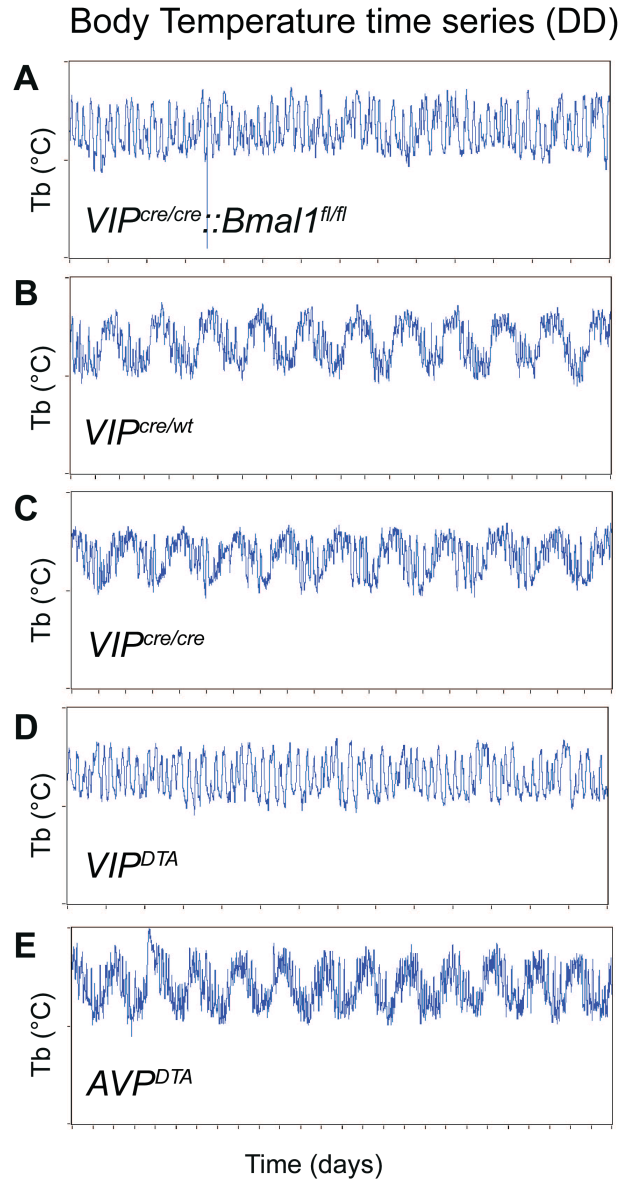 Body Temperature time series (DD)
A
Tb (°C)
VIPcre/cre::Bmal1fl/fl
B
Tb (°C)
VIPcre/wt
C
Tb (°C)
VIPcre/cre
D
Tb (°C)
VIPDTA
E
Tb (°C)
AVPDTA
Time (days)